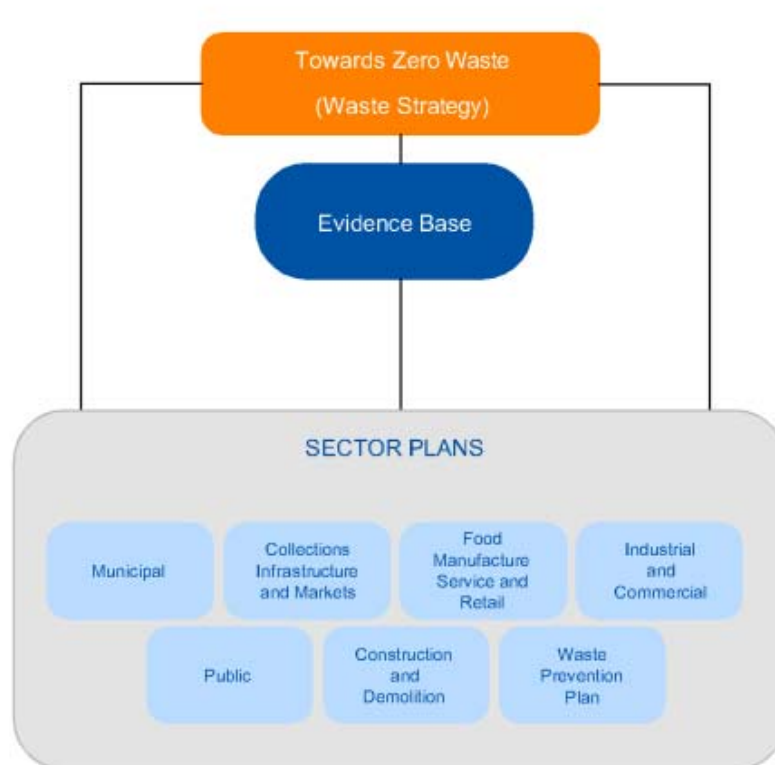 Towards Zero Waste
(Waste Strategy)
Evidence Base
SECTOR PLANS
Municipal
Collections
Infrastructure
and Markets
Food
Manufacture
Service and
Retail
Industrial
and
Commercial
Public
Construction
and
Demolition
Waste
Prevention
Plan